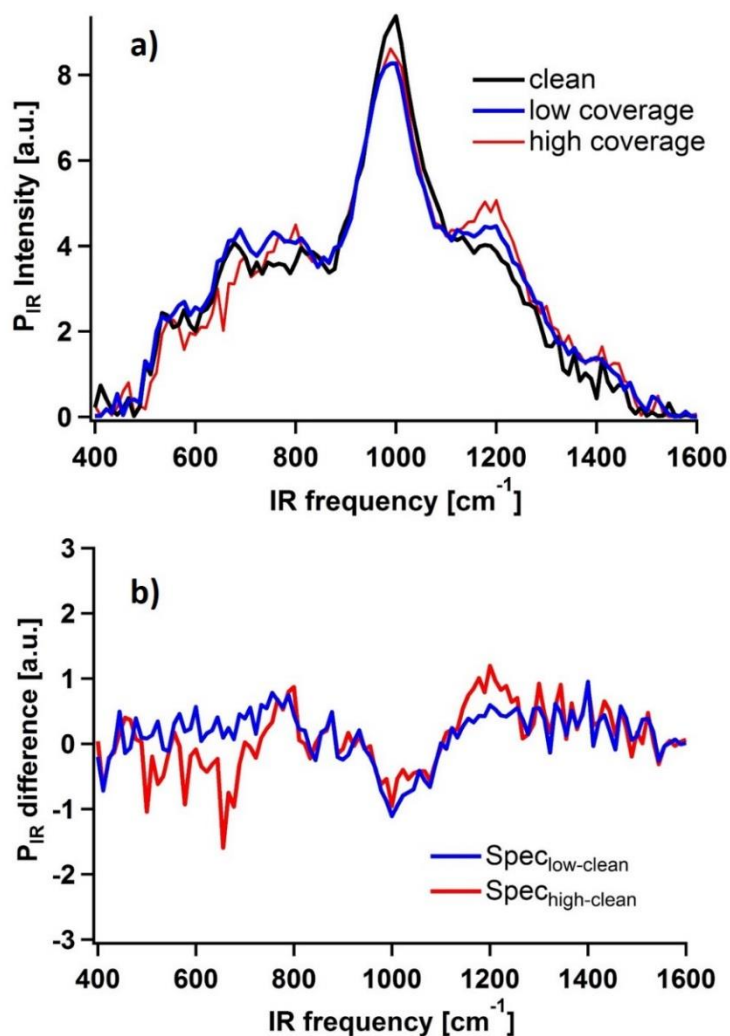 a)
clean
low coverage
high coverage
P_IR Intensity [a.u.]
8
6
4
2
0
400 600 800 1000 1200 1400 1600
IR frequency [cm⁻¹]
b)
P_IR difference [a.u.]
3
2
1
0
-1
-2
-3
Spec_low-clean
Spec_high-clean
400 600 800 1000 1200 1400 1600
IR frequency [cm⁻¹]